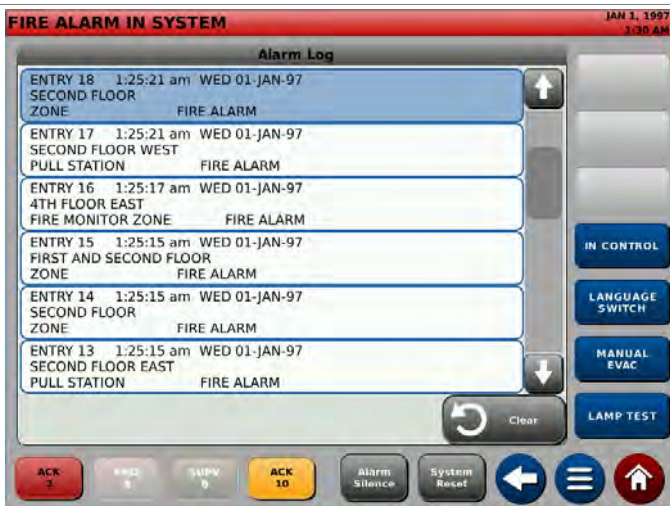 FIRE ALARM IN SYSTEM
JAN 1, 1997
1:30 AM
Alarm Log
ENTRY 18 1:25:21 am WED 01-JAN-97
SECOND FLOOR
ZONE FIRE ALARM
ENTRY 17 1:25:21 am WED 01-JAN-97
SECOND FLOOR WEST
PULL STATION FIRE ALARM
ENTRY 16 1:25:17 am WED 01-JAN-97
4TH FLOOR EAST
FIRE MONITOR ZONE FIRE ALARM
ENTRY 15 1:25:15 am WED 01-JAN-97
FIRST AND SECOND FLOOR
ZONE FIRE ALARM
ENTRY 14 1:25:15 am WED 01-JAN-97
SECOND FLOOR
ZONE FIRE ALARM
ENTRY 13 1:25:15 am WED 01-JAN-97
SECOND FLOOR EAST
PULL STATION FIRE ALARM
Clear
IN CONTROL
LANGUAGE
SWITCH
MANUAL
EVAC
LAMP TEST
ACK
SUPV
ACK
10
Alarm
Silence
System
Reset